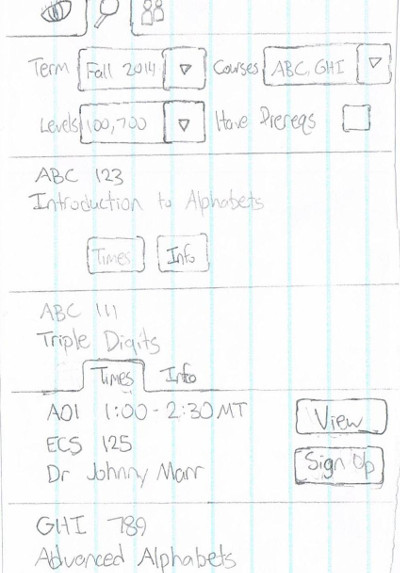 Term Fall 2014 Courses ABC, GHI
Levels 100,700 Have Prereqs
ABC 123
Introduction to Alphabets
Times Info
ABC 111
Triple Digits
Times Info
A01 1:00-2:30 MT View
ECS 125
Dr Johnny Marr Sign Up
GHI 789
Advanced Alphabets